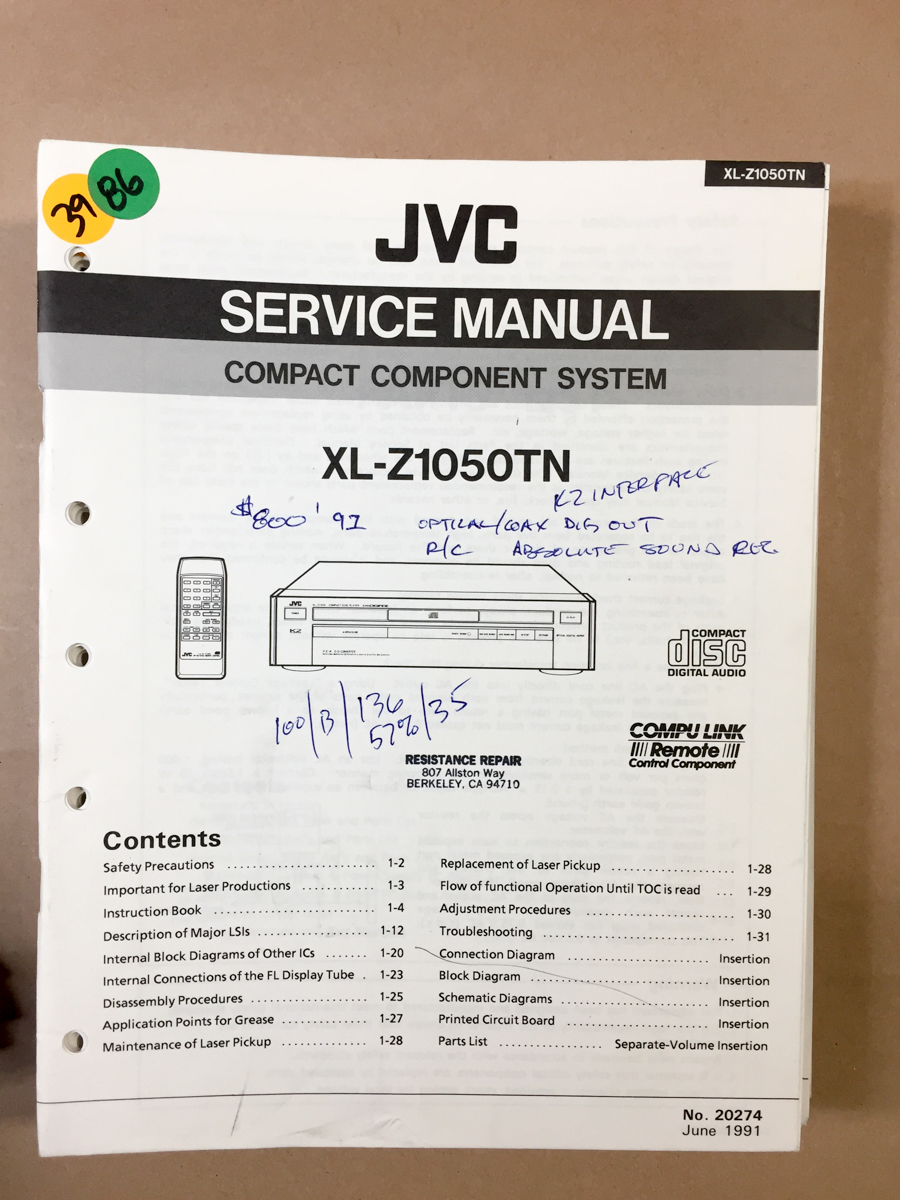 39
86
XL-Z1050TN
JVC
SERVICE MANUAL
COMPACT COMPONENT SYSTEM
XL-Z1050TN
K2 INTERFACE
$800 '91 OPTICAL/COAX DIG OUT
R/C ABSOLUTE SOUND REC.
JVC
K2
JVC
COMPACT
disc
DIGITAL AUDIO
100/B/136/35
57%
COMPU LINK
Remote
Control Component
RESISTANCE REPAIR
807 Allston Way
BERKELEY, CA 94710
Contents
Safety Precautions .................... 1-2
Important for Laser Productions ............ 1-3
Instruction Book ........................ 1-4
Description of Major LSIs .................. 1-12
Internal Block Diagrams of Other ICs ....... 1-20
Internal Connections of the FL Display Tube . 1-23
Disassembly Procedures .................. 1-25
Application Points for Grease ............. 1-27
Maintenance of Laser Pickup ............. 1-28
Replacement of Laser Pickup .............. 1-28
Flow of functional Operation Until TOC is read ... 1-29
Adjustment Procedures .................. 1-30
Troubleshooting ........................ 1-31
Connection Diagram .................... Insertion
Block Diagram ........................ Insertion
Schematic Diagrams .................... Insertion
Printed Circuit Board .................... Insertion
Parts List ................ Separate-Volume Insertion
No. 20274
June 1991